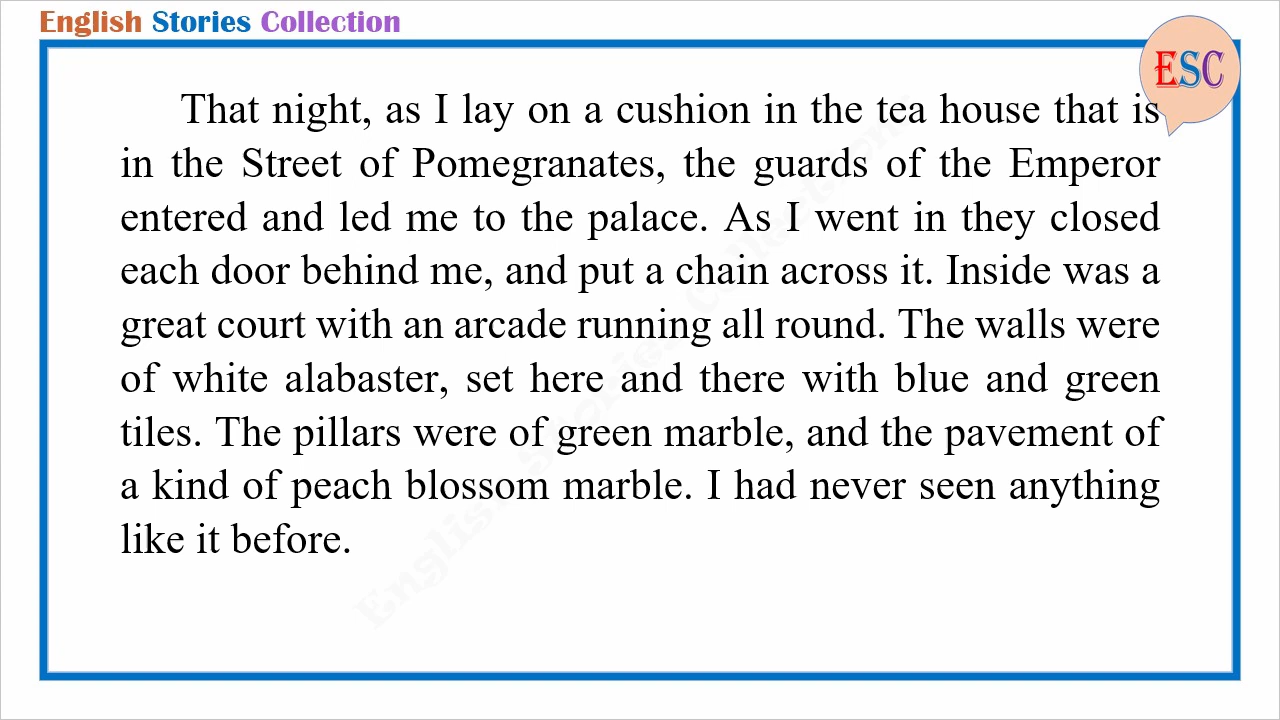 English Stories Collection
ESC
That night, as I lay on a cushion in the tea house that is
in the Street of Pomegranates, the guards of the Emperor
entered and led me to the palace. As I went in they closed
each door behind me, and put a chain across it. Inside was a
great court with an arcade running all round. The walls were
of white alabaster, set here and there with blue and green
tiles. The pillars were of green marble, and the pavement of
a kind of peach blossom marble. I had never seen anything
like it before.
English Stories Collection